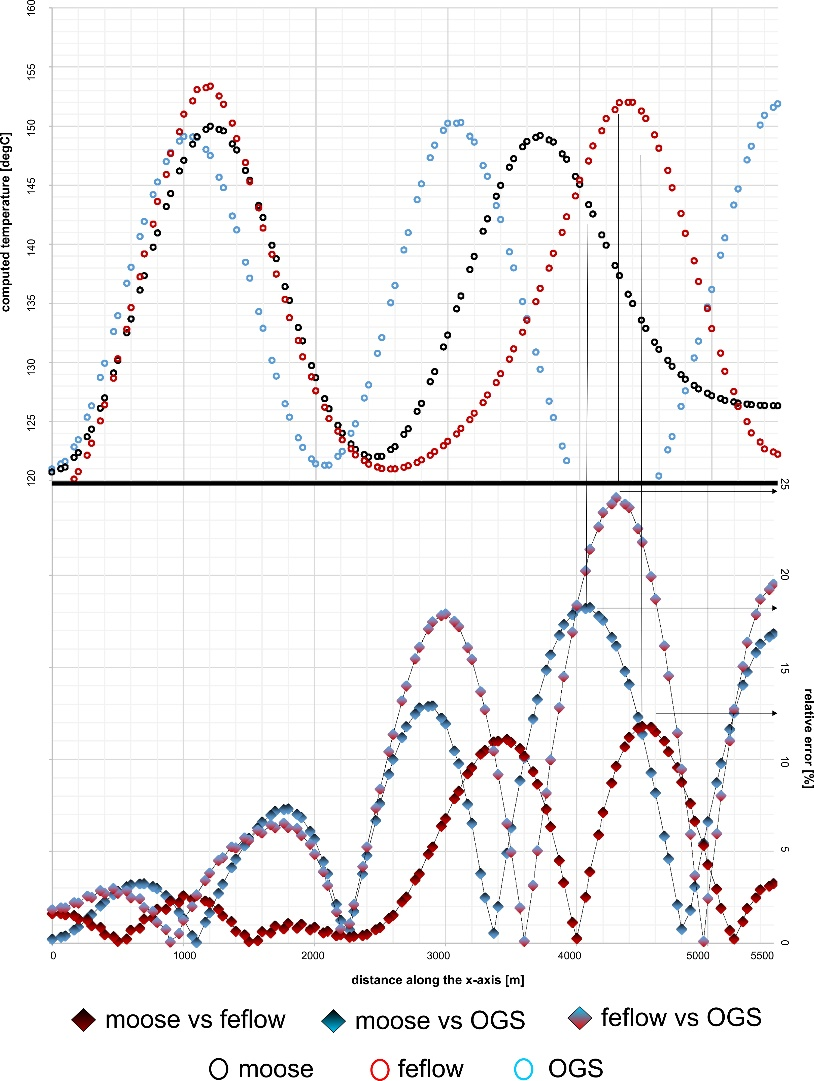 160
155
150
145
140
135
130
125
120
computed temperature [degC]
25
20
15
10
5
0
relative error [%]
0 1000 2000 3000 4000 5000 5500
distance along the x-axis [m]
moose vs feflow moose vs OGS feflow vs OGS
moose feflow OGS